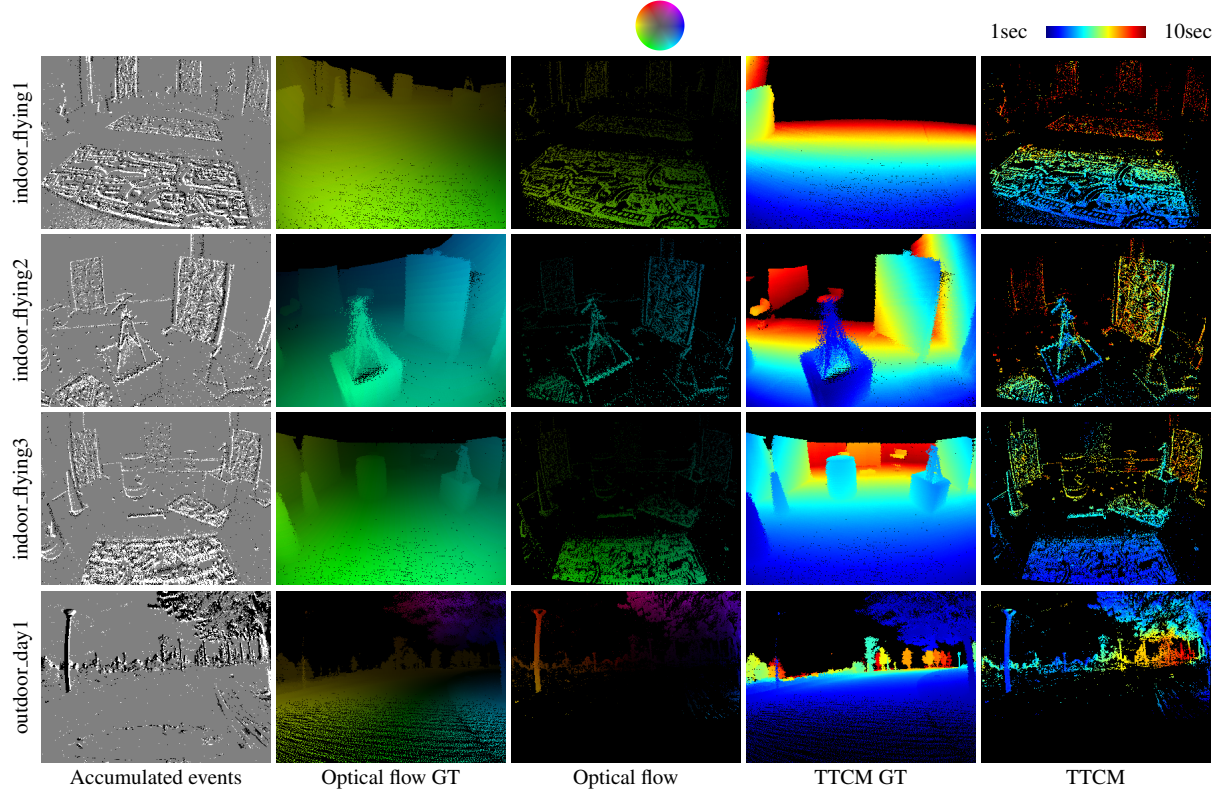 1sec 10sec
indoor_flying1
indoor_flying2
indoor_flying3
outdoor_day1
Accumulated events Optical flow GT Optical flow TTCM GT TTCM